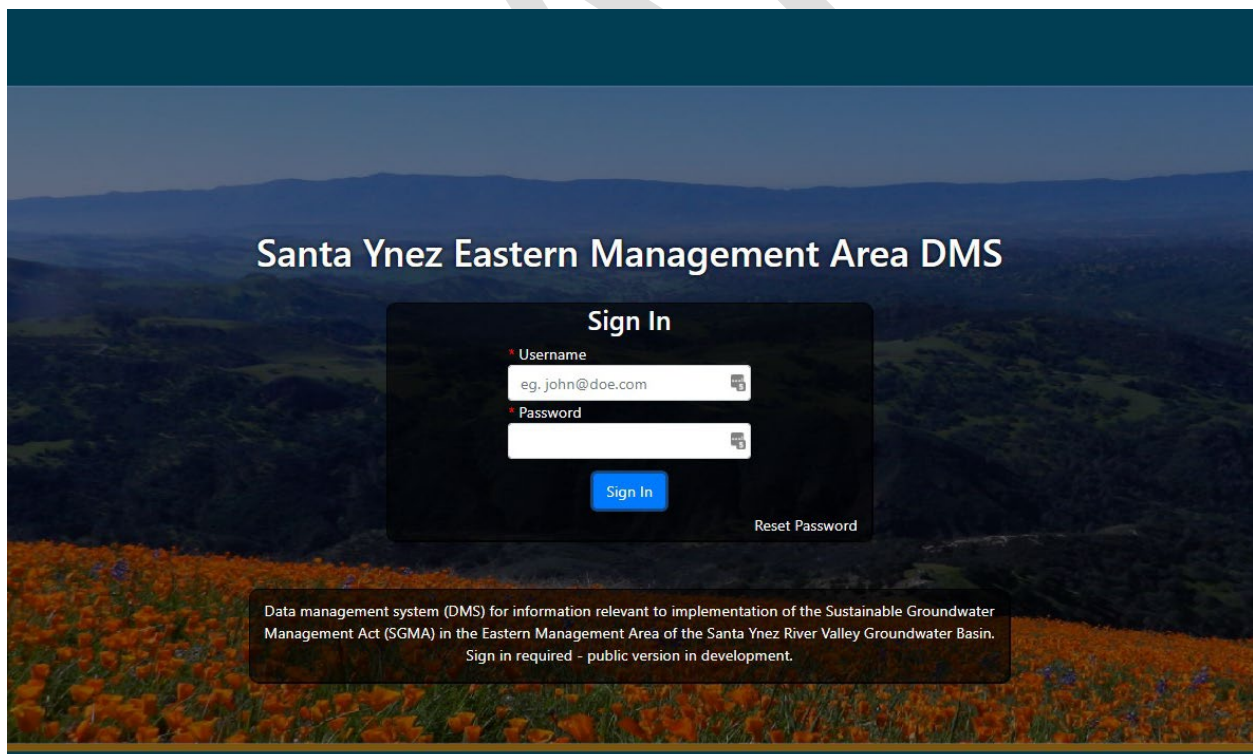 Santa Ynez Eastern Management Area DMS
Sign In
* Username
eg. john@doe.com
* Password
Sign In
Reset Password
Data management system (DMS) for information relevant to implementation of the Sustainable Groundwater
Management Act (SGMA) in the Eastern Management Area of the Santa Ynez River Valley Groundwater Basin.
Sign in required - public version in development.